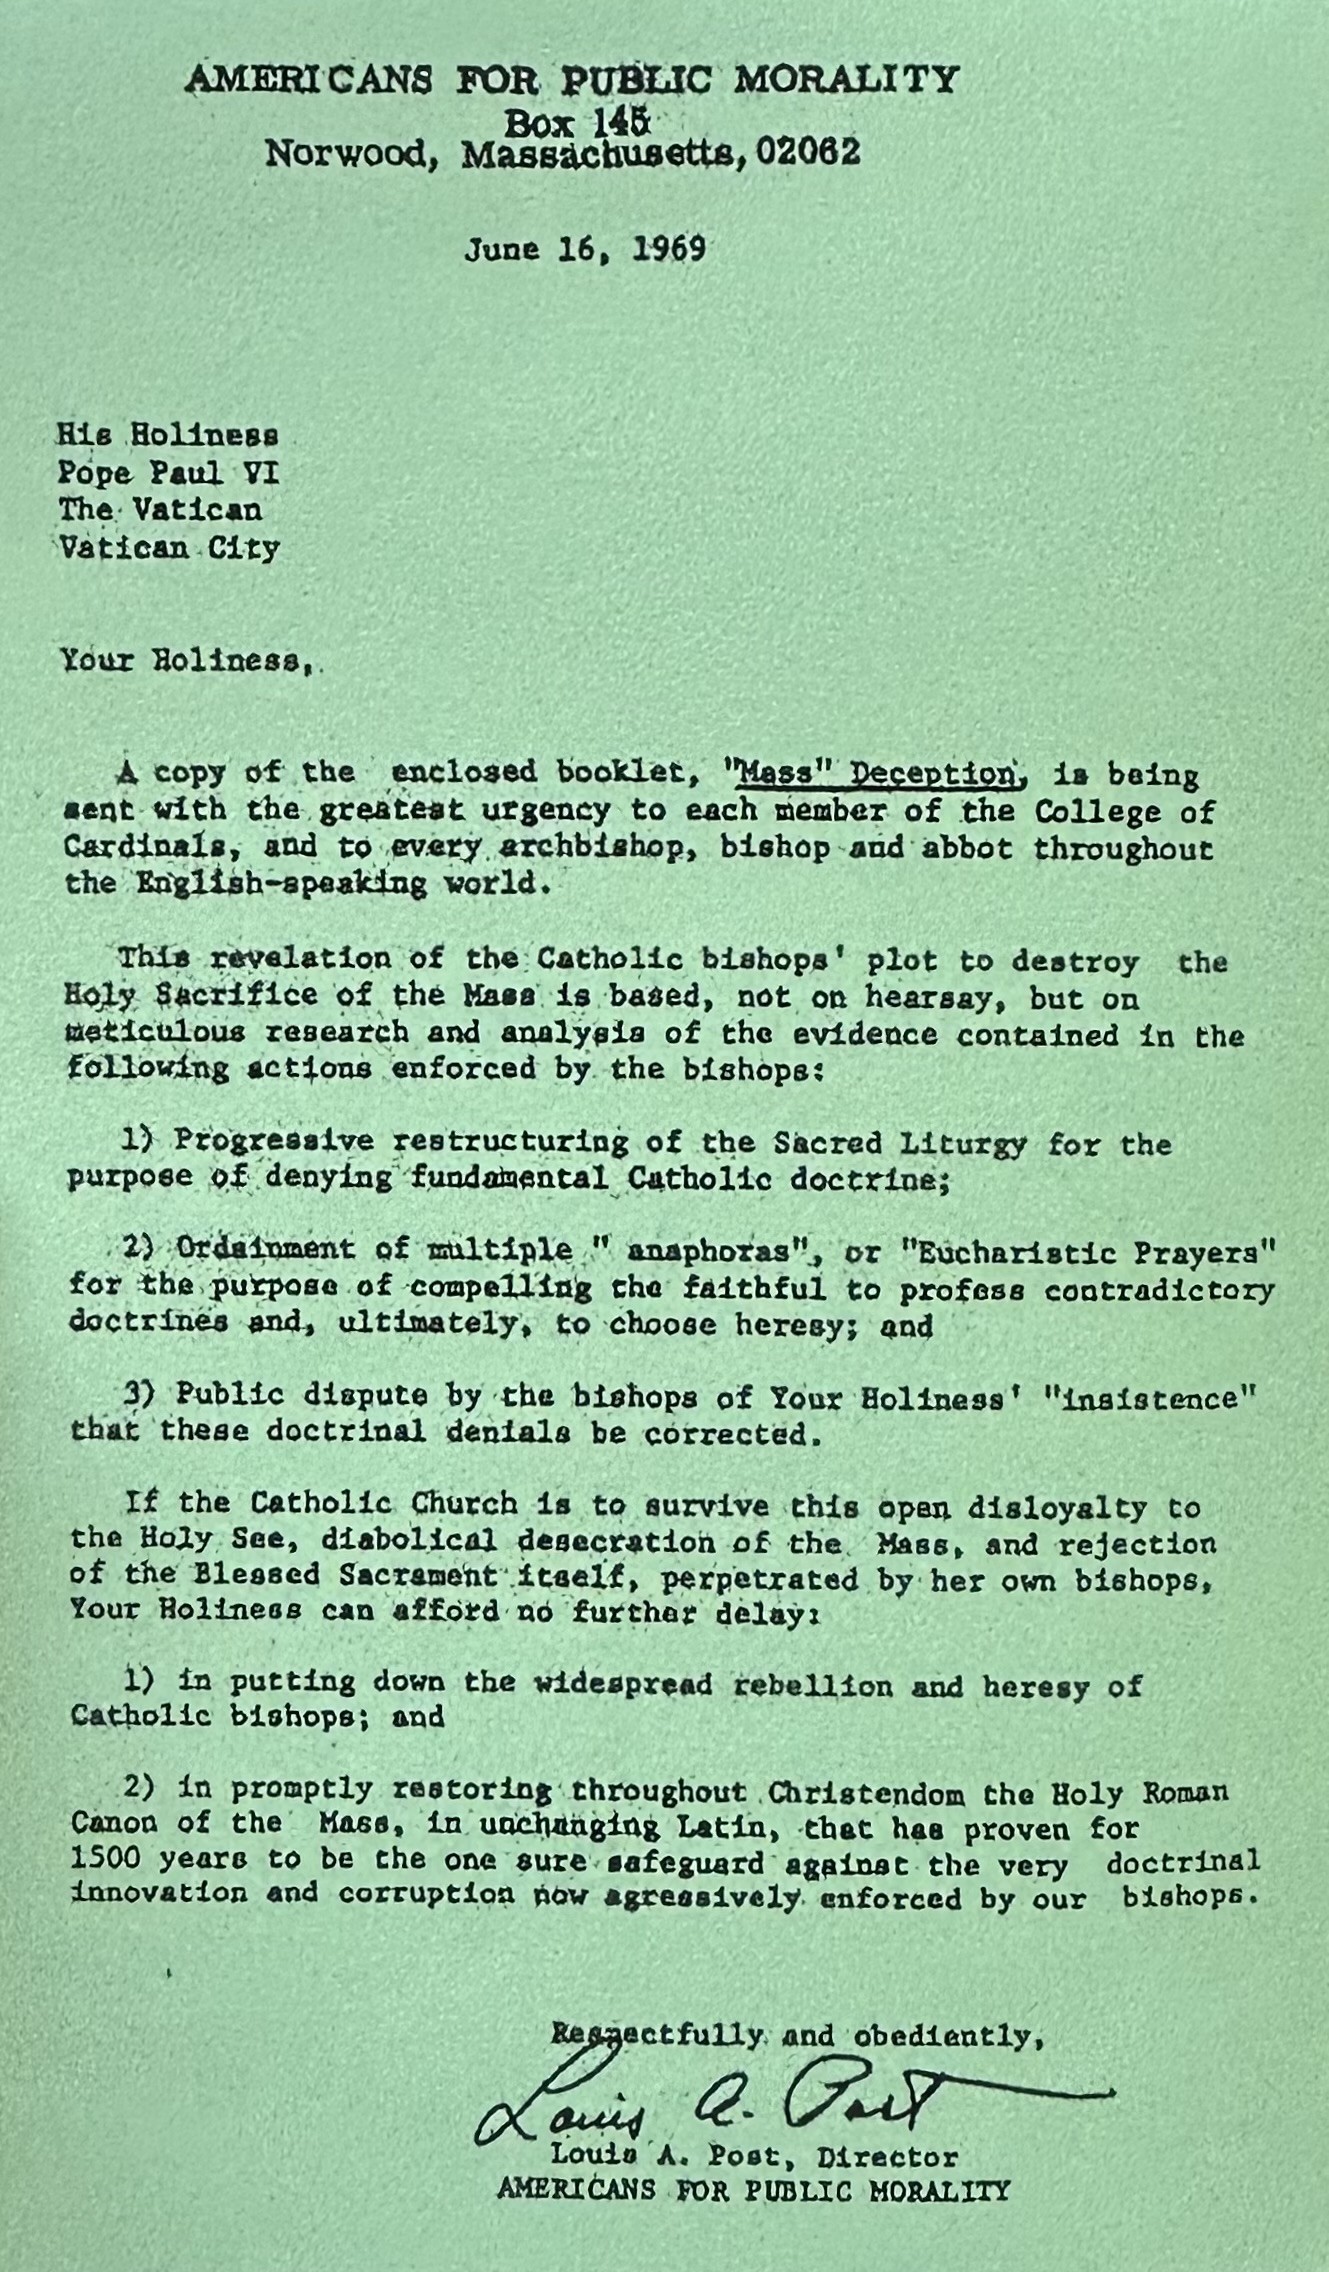 AMERICANS FOR PUBLIC MORALITY
Box 145
Norwood, Massachusetts, 02062
June 16, 1969
His Holiness
Pope Paul VI
The Vatican
Vatican City
Your Holiness,
A copy of the enclosed booklet, "Mass" Deception, is being
sent with the greatest urgency to each member of the College of
Cardinals, and to every archbishop, bishop and abbot throughout
the English-speaking world.
This revelation of the Catholic bishops' plot to destroy the
Holy Sacrifice of the Mass is based, not on hearsay, but on
meticulous research and analysis of the evidence contained in the
following actions enforced by the bishops:
1) Progressive restructuring of the Sacred Liturgy for the
purpose of denying fundamental Catholic doctrine;
2) Ordainment of multiple " anaphoras", or "Eucharistic Prayers"
for the purpose of compelling the faithful to profess contradictory
doctrines and, ultimately, to choose heresy; and
3) Public dispute by the bishops of Your Holiness' "insistence"
that these doctrinal denials be corrected.
If the Catholic Church is to survive this open disloyalty to
the Holy See, diabolical desecration of the Mass, and rejection
of the Blessed Sacrament itself, perpetrated by her own bishops,
Your Holiness can afford no further delay:
1) in putting down the widespread rebellion and heresy of
Catholic bishops; and
2) in promptly restoring throughout Christendom the Holy Roman
Canon of the Mass, in unchanging Latin, that has proven for
1500 years to be the one sure safeguard against the very doctrinal
innovation and corruption now agressively enforced by our bishops.
Respectfully and obediently,
Louis A. Post
Louis A. Post, Director
AMERICANS FOR PUBLIC MORALITY